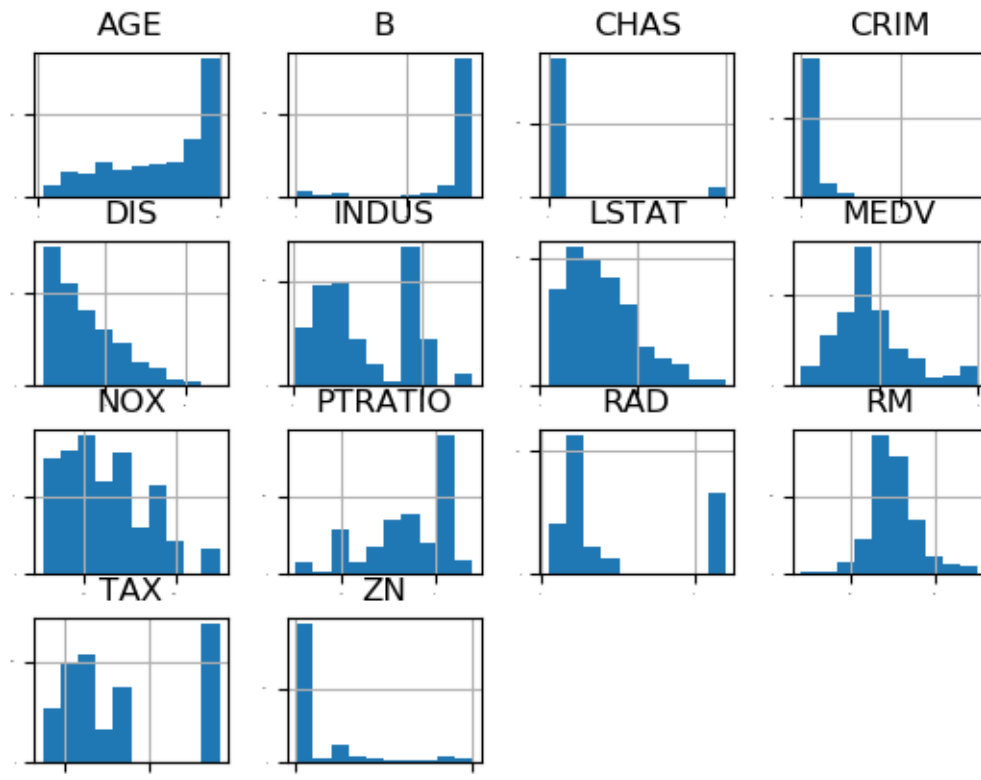 AGE B CHAS CRIM
DIS INDUS LSTAT MEDV
NOX PTRATIO RAD RM
TAX ZN